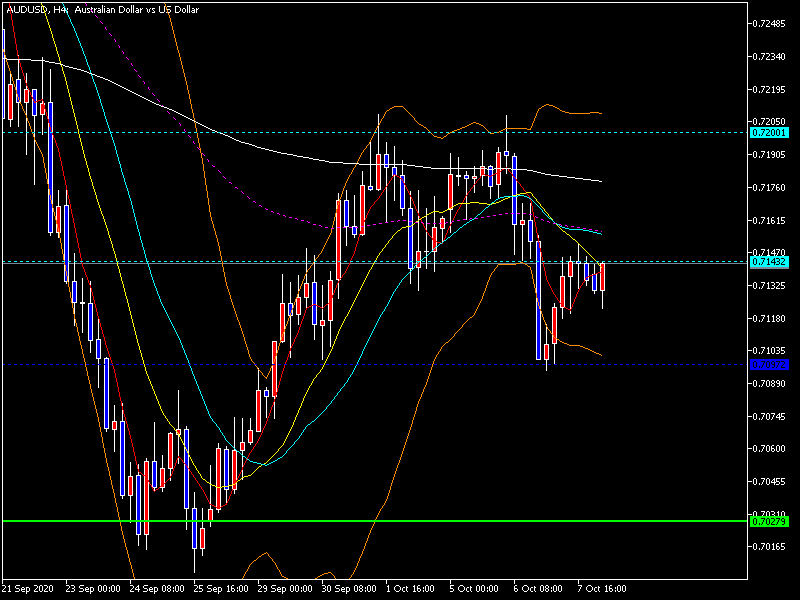 AUDUSD, H4: Australian Dollar vs US Dollar
0.72485
0.72340
0.72195
0.72050
0.72001
0.71905
0.71760
0.71615
0.71470
0.71432
0.71325
0.71180
0.71035
0.70890
0.70745
0.70600
0.70455
0.70310
0.70279
0.70165
21 Sep 2020
23 Sep 00:00
24 Sep 08:00
25 Sep 16:00
29 Sep 00:00
30 Sep 08:00
1 Oct 16:00
5 Oct 00:00
6 Oct 08:00
7 Oct 16:00